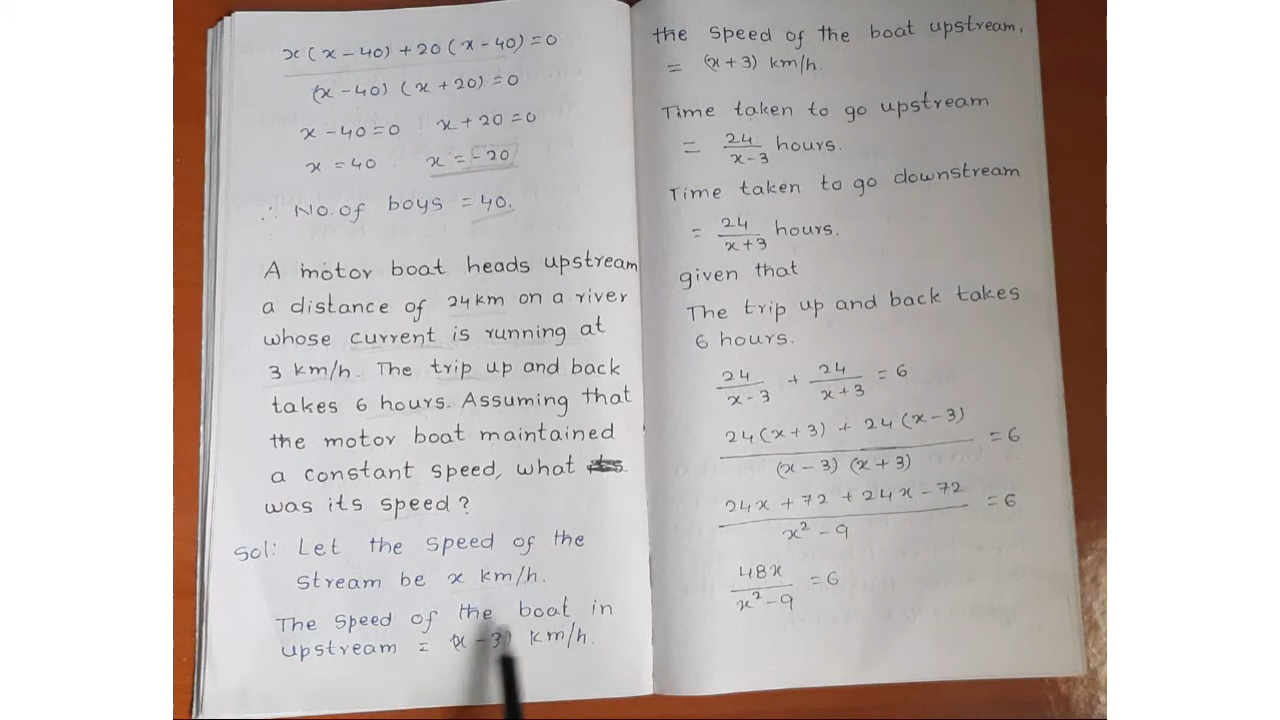 x(x-40)+20(x-40)=0
(x-40) (x+20)=0
x-40=0 x+20=0
x=40 x=-20
∴ No.of boys = 40.
A motor boat heads upstream
a distance of 24km on a river
whose current is running at
3 km/h. The trip up and back
takes 6 hours. Assuming that
the motor boat maintained
a constant speed, what
was its speed?
Sol: Let the speed of the
stream be x km/h.
The speed of the boat in
upstream = (x-3) km/h.
the speed of the boat upstream.
= (x+3) km/h.
Time taken to go upstream
= 24/x-3 hours.
Time taken to go downstream
= 24/x+3 hours.
given that
The trip up and back takes
6 hours.
24/x-3 + 24/x+3 = 6
24(x+3) + 24(x-3)/(x-3) (x+3) = 6
24x+72+24x-72/x²-9 = 6
48x/x²-9 = 6